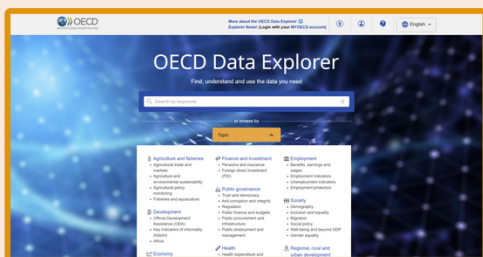 OECD
More about the OECD Data Explorer
Explorer News! (Login with your MYOECD account)
English
OECD Data Explorer
Find, understand and use the data you need
Search by keywords
or browse by
Topic
Agriculture and fisheries
Agricultural trade and
markets
Agriculture and
environmental sustainability
Agricultural policy
monitoring
Fisheries and aquaculture
Development
Official Development
Assistance (ODA)
Key indicators of informality
(KIIbIH)
Africa
Economy
Finance and investment
Pensions and insurance
Foreign direct investment
(FDI)
Public governance
Trust and democracy
Anti-corruption and integrity
Regulation
Public finance and budgets
Public procurement and
infrastructure
Public employment and
management
Health
Health expenditure and
Employment
Benefits, earnings and
wages
Employment indicators
Unemployment indicators
Employment protection
Society
Demography
Inclusion and equality
Migration
Social policy
Well-being and beyond GDP
Gender equality
Regional, rural and
urban development